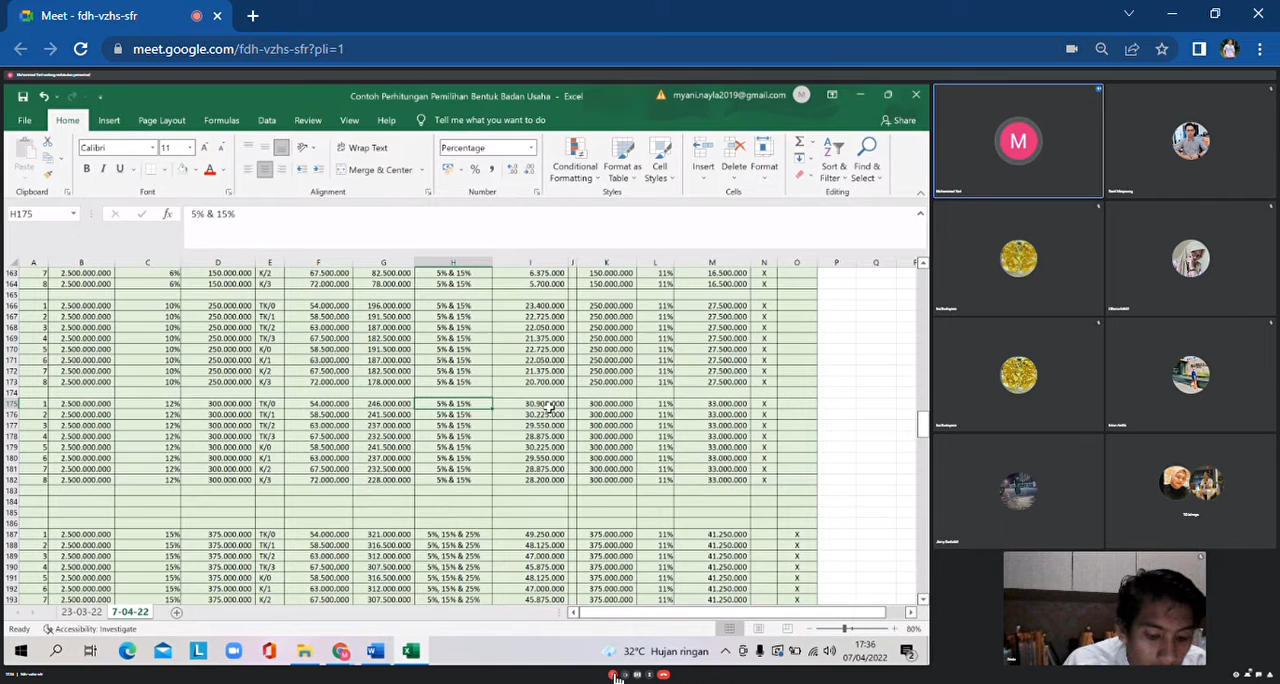 Meet - fdh-vzhs-sfr
meet.google.com/fdh-vzhs-sfr?pli=1
Contoh Perhitungan Pemilihan Bentuk Badan Usaha - Excel
myani.nayla2019@gmail.com M
File Home Insert Page Layout Formulas Data Review View Help Tell me what you want to do Share
Calibri 11 Wrap Text Percentage
Paste B I U Merge & Center Conditional Formatting Format as Table Cell Styles Insert Delete Format Sort & Filter Find & Select
Clipboard Font Alignment Number Styles Cells Editing
H175 fx 5% & 15%
A B C D E F G H I J K L M N O P Q
163 7 2.500.000.000 6% 150.000.000 K/2 67.500.000 82.500.000 5% & 15% 6.375.000 150.000.000 11% 16.500.000 X
164 8 2.500.000.000 6% 150.000.000 K/3 72.000.000 78.000.000 5% & 15% 5.700.000 150.000.000 11% 16.500.000 X
165
166 1 2.500.000.000 10% 250.000.000 TK/0 54.000.000 196.000.000 5% & 15% 23.400.000 250.000.000 11% 27.500.000 X
167 2 2.500.000.000 10% 250.000.000 TK/1 58.500.000 191.500.000 5% & 15% 22.725.000 250.000.000 11% 27.500.000 X
168 3 2.500.000.000 10% 250.000.000 TK/2 63.000.000 187.000.000 5% & 15% 22.050.000 250.000.000 11% 27.500.000 X
169 4 2.500.000.000 10% 250.000.000 TK/3 67.500.000 182.500.000 5% & 15% 21.375.000 250.000.000 11% 27.500.000 X
170 5 2.500.000.000 10% 250.000.000 K/0 58.500.000 191.500.000 5% & 15% 22.725.000 250.000.000 11% 27.500.000 X
171 6 2.500.000.000 10% 250.000.000 K/1 63.000.000 187.000.000 5% & 15% 22.050.000 250.000.000 11% 27.500.000 X
172 7 2.500.000.000 10% 250.000.000 K/2 67.500.000 182.500.000 5% & 15% 21.375.000 250.000.000 11% 27.500.000 X
173 8 2.500.000.000 10% 250.000.000 K/3 72.000.000 178.000.000 5% & 15% 20.700.000 250.000.000 11% 27.500.000 X
174
175 1 2.500.000.000 12% 300.000.000 TK/0 54.000.000 246.000.000 5% & 15% 300.000.000 11% 33.000.000 X
176 2 2.500.000.000 12% 300.000.000 TK/1 58.500.000 241.500.000 5% & 15% 30.225.000 300.000.000 11% 33.000.000 X
177 3 2.500.000.000 12% 300.000.000 TK/2 63.000.000 237.000.000 5% & 15% 29.550.000 300.000.000 11% 33.000.000 X
178 4 2.500.000.000 12% 300.000.000 TK/3 67.500.000 232.500.000 5% & 15% 28.875.000 300.000.000 11% 33.000.000 X
179 5 2.500.000.000 12% 300.000.000 K/0 58.500.000 241.500.000 5% & 15% 30.225.000 300.000.000 11% 33.000.000 X
180 6 2.500.000.000 12% 300.000.000 K/1 63.000.000 237.000.000 5% & 15% 29.550.000 300.000.000 11% 33.000.000 X
181 7 2.500.000.000 12% 300.000.000 K/2 67.500.000 232.500.000 5% & 15% 28.875.000 300.000.000 11% 33.000.000 X
182 8 2.500.000.000 12% 300.000.000 K/3 72.000.000 228.000.000 5% & 15% 28.200.000 300.000.000 11% 33.000.000 X
183
184
185
186
187 1 2.500.000.000 15% 375.000.000 TK/0 54.000.000 321.000.000 5%, 15% & 25% 49.250.000 375.000.000 11% 41.250.000 X
188 2 2.500.000.000 15% 375.000.000 TK/1 58.500.000 316.500.000 5%, 15% & 25% 48.125.000 375.000.000 11% 41.250.000 X
189 3 2.500.000.000 15% 375.000.000 TK/2 63.000.000 312.000.000 5%, 15% & 25% 47.000.000 375.000.000 11% 41.250.000 X
190 4 2.500.000.000 15% 375.000.000 TK/3 67.500.000 307.500.000 5%, 15% & 25% 45.875.000 375.000.000 11% 41.250.000 X
191 5 2.500.000.000 15% 375.000.000 K/0 58.500.000 316.500.000 5%, 15% & 25% 48.125.000 375.000.000 11% 41.250.000 X
192 6 2.500.000.000 15% 375.000.000 K/1 63.000.000 312.000.000 5%, 15% & 25% 47.000.000 375.000.000 11% 41.250.000 X
193 7 2.500.000.000 15% 375.000.000 K/2 67.500.000 307.500.000 5%, 15% & 25% 45.875.000 375.000.000 11% 41.250.000 X
23-03-22 7-04-22
Ready Accessibility: Investigate 80%
32°C Hujan ringan 17:36
07/04/2022 2
M